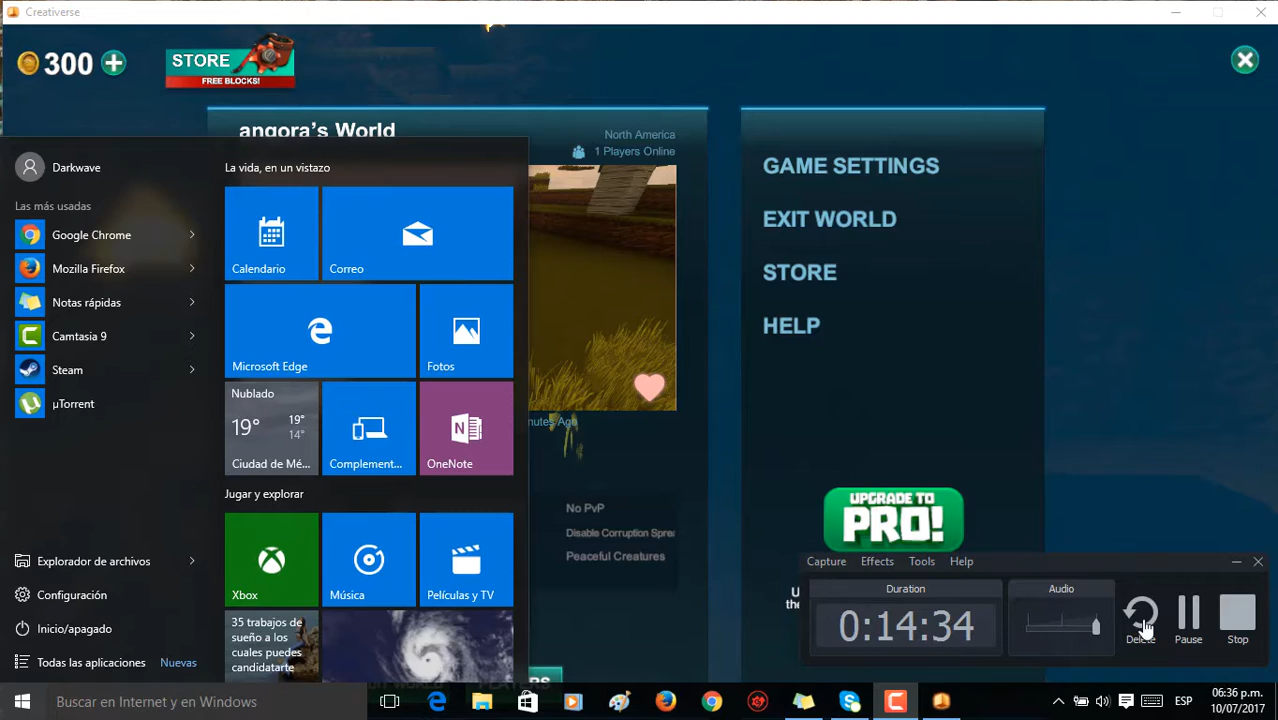 Creativerse
300
STORE
FREE BLOCKS!
angora's World
North America
1 Players Online
GAME SETTINGS
EXIT WORLD
STORE
HELP
Darkwave
Las más usadas
Google Chrome
Mozilla Firefox
Notas rápidas
Camtasia 9
Steam
µTorrent
Explorador de archivos
Configuración
Inicio/apagado
Todas las aplicaciones
Nuevas
La vida, en un vistazo
Calendario
Correo
Microsoft Edge
Fotos
Nublado
19°
19°
14°
Ciudad de Mé...
Complement...
N
OneNote
Jugar y explorar
Xbox
Música
Películas y TV
35 trabajos de
sueño a los
cuales puedes
candidatarte
Ago
No PvP
Disable Corruption
Peaceful Creatures
UPGRADE TO
PRO!
Capture
Effects
Tools
Help
Duration
0:14:34
Audio
Delete
Pause
Stop
Buscar en Internet y en Windows
ESP
06:36 p.m.
10/07/2017